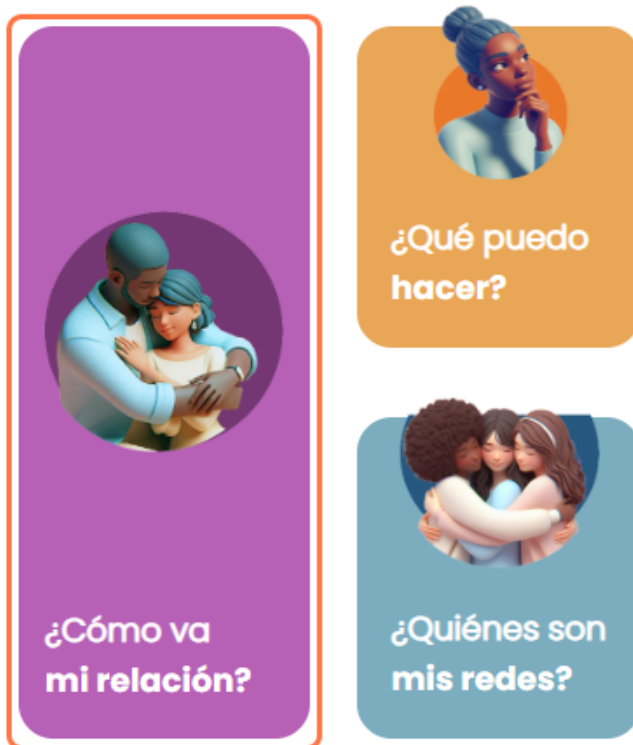 ¿Qué puedo
hacer?
¿Cómo va
mi relación?
¿Quiénes son
mis redes?